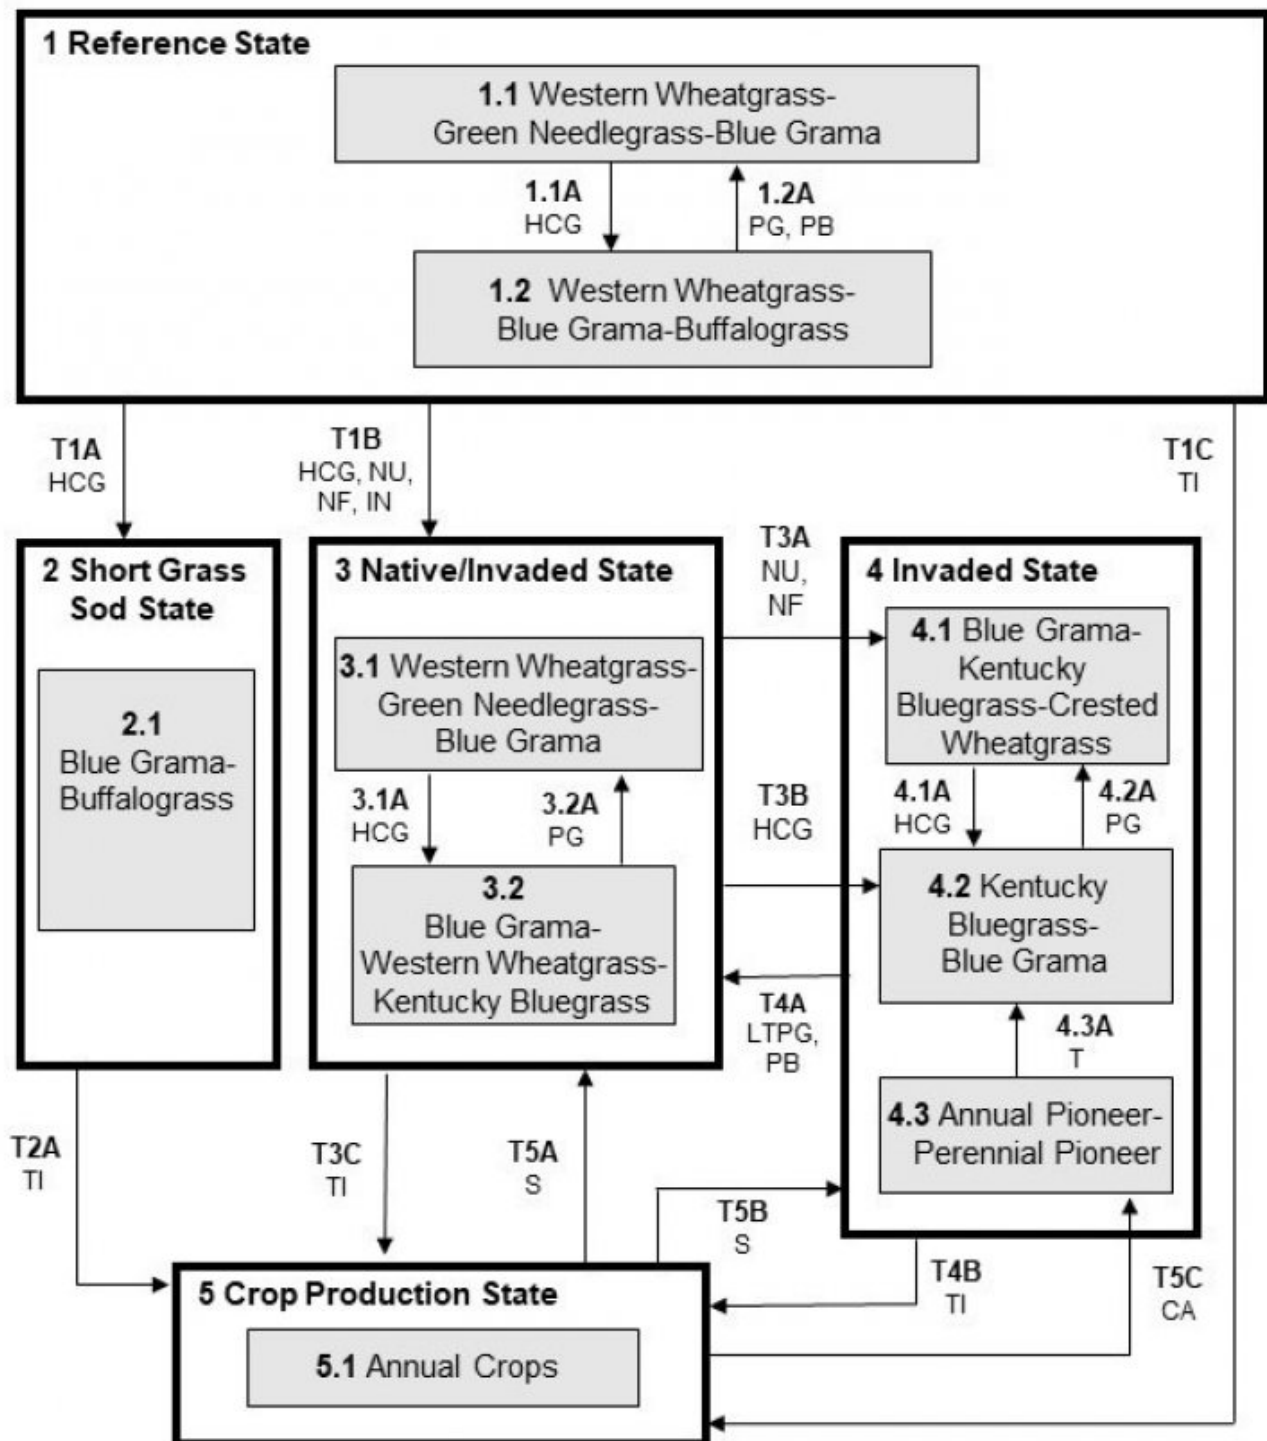 1 Reference State
1.1 Western Wheatgrass-
Green Needlegrass-Blue Grama
1.1A
HCG
1.2A
PG, PB
1.2 Western Wheatgrass-
Blue Grama-Buffalograss
T1A
HCG
T1B
HCG, NU,
NF, IN
T1C
TI
2 Short Grass
Sod State
2.1
Blue Grama-
Buffalograss
3 Native/Invaded State
3.1 Western Wheatgrass-
Green Needlegrass-
Blue Grama
3.1A
HCG
3.2A
PG
3.2
Blue Grama-
Western Wheatgrass-
Kentucky Bluegrass
T3A
NU,
NF
T3B
HCG
T4A
LTPG,
PB
4 Invaded State
4.1 Blue Grama-
Kentucky
Bluegrass-Crested
Wheatgrass
4.1A
HCG
4.2A
PG
4.2 Kentucky
Bluegrass-
Blue Grama
4.3A
T
4.3 Annual Pioneer-
Perennial Pioneer
T2A
TI
T3C
TI
T5A
S
T5B
S
T4B
TI
T5C
CA
5 Crop Production State
5.1 Annual Crops